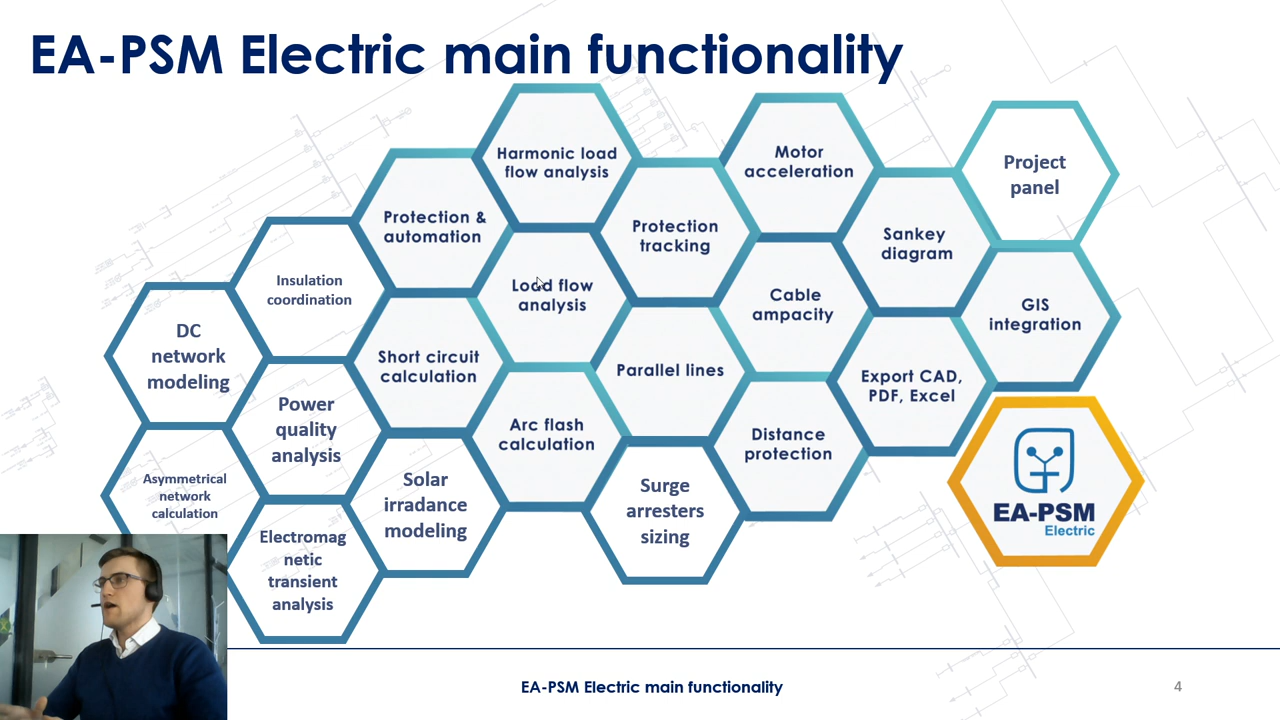 EA-PSM Electric main functionality
Harmonic load
flow analysis
Motor
acceleration
Project
panel
Protection &
automation
Protection
tracking
Sankey
diagram
Insulation
coordination
Load flow
analysis
Cable
ampacity
GIS
integration
DC
network
modeling
Short circuit
calculation
Parallel lines
Export CAD,
PDF, Excel
Power
quality
analysis
Arc flash
calculation
Distance
protection
Asymmetrical
network
calculation
Solar
irradance
modeling
Surge
arresters
sizing
EA-PSM
Electric
Electromag
netic
transient
analysis
EA-PSM Electric main functionality
4